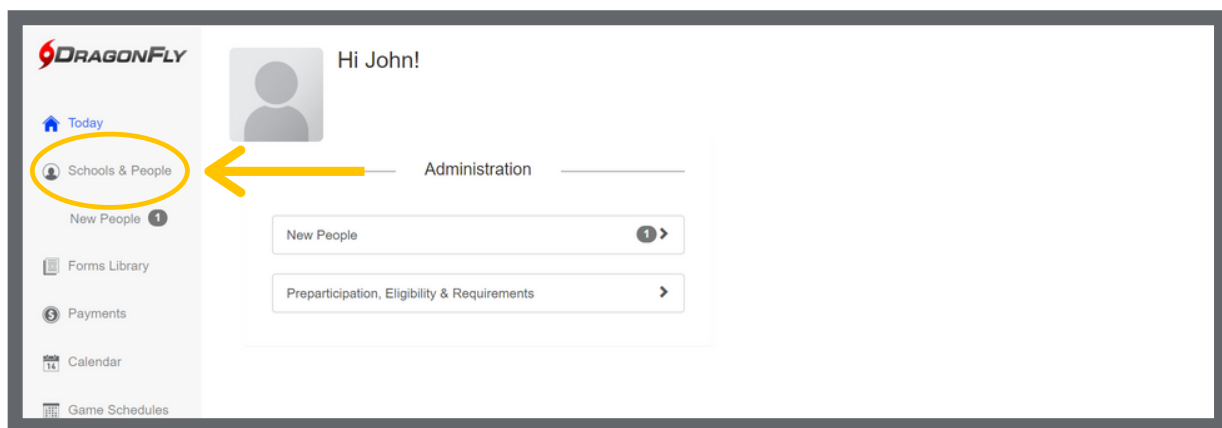 DRAGONFLY
Hi John!
Today
Schools & People
New People 1
Forms Library
Payments
14 Calendar
Game Schedules
Administration
New People 1
Preparticipation, Eligibility & Requirements